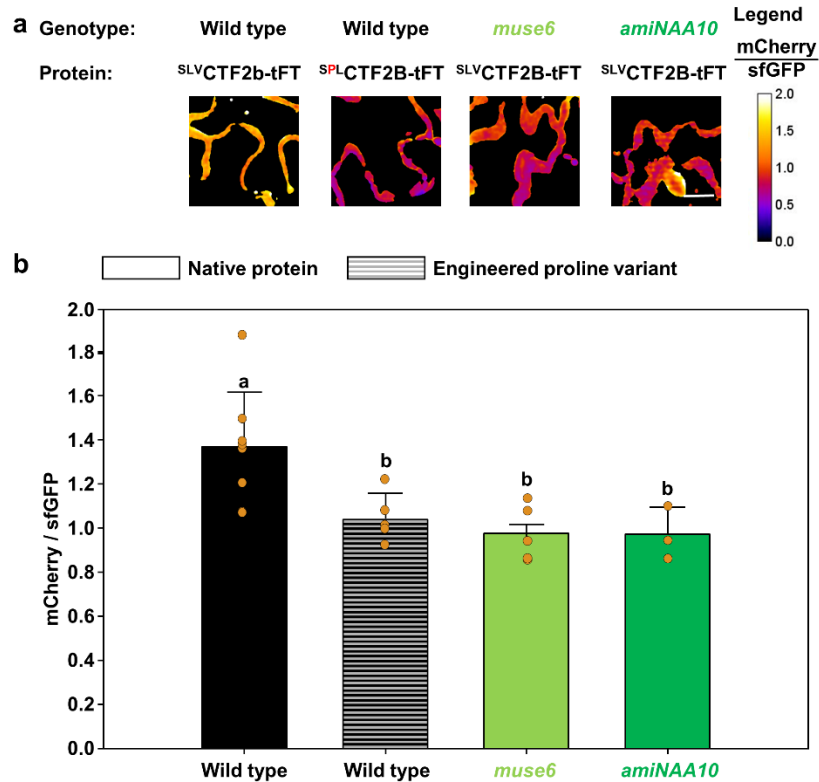 a Genotype: Wild type Wild type muse6 amiNAA10 Legend
Protein: SLVCTF2b-tFT SPLCTF2B-tFT SLVCTF2B-tFT SLVCTF2B-tFT mCherry
sfGFP
2.0
1.5
1.0
0.5
0.0
b Native protein Engineered proline variant
2.0
1.8
1.6
1.4
1.2
1.0
0.8
0.6
0.4
0.2
0.0
mCherry / sfGFP
a
b
b
b
Wild type Wild type muse6 amiNAA10